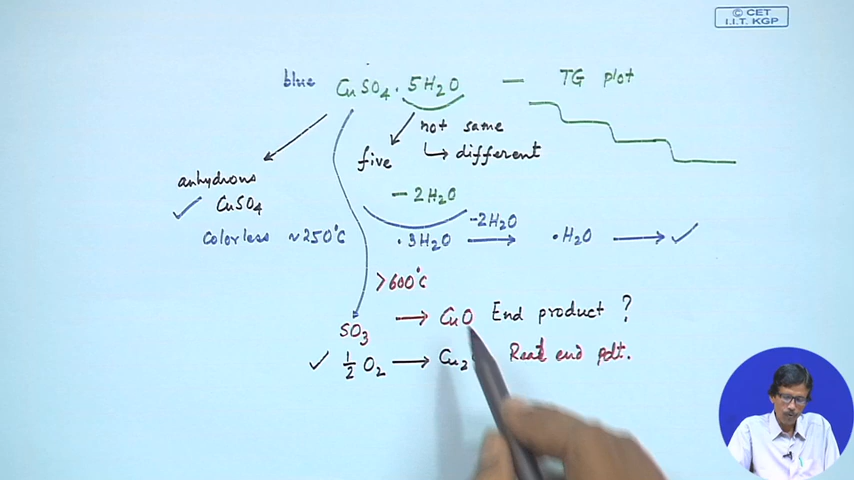 © CET
I.I.T. KGP
blue CuSO4 . 5H2O — TG plot
not same
five ↳ different
anhydrous
✓ CuSO4
- 2H2O
Colorless ~250°C . 3H2O -2H2O → . H2O → ✓
>600°C
SO3 → CuO End product ?
✓ 1/2 O2 → Cu2 end pdt.